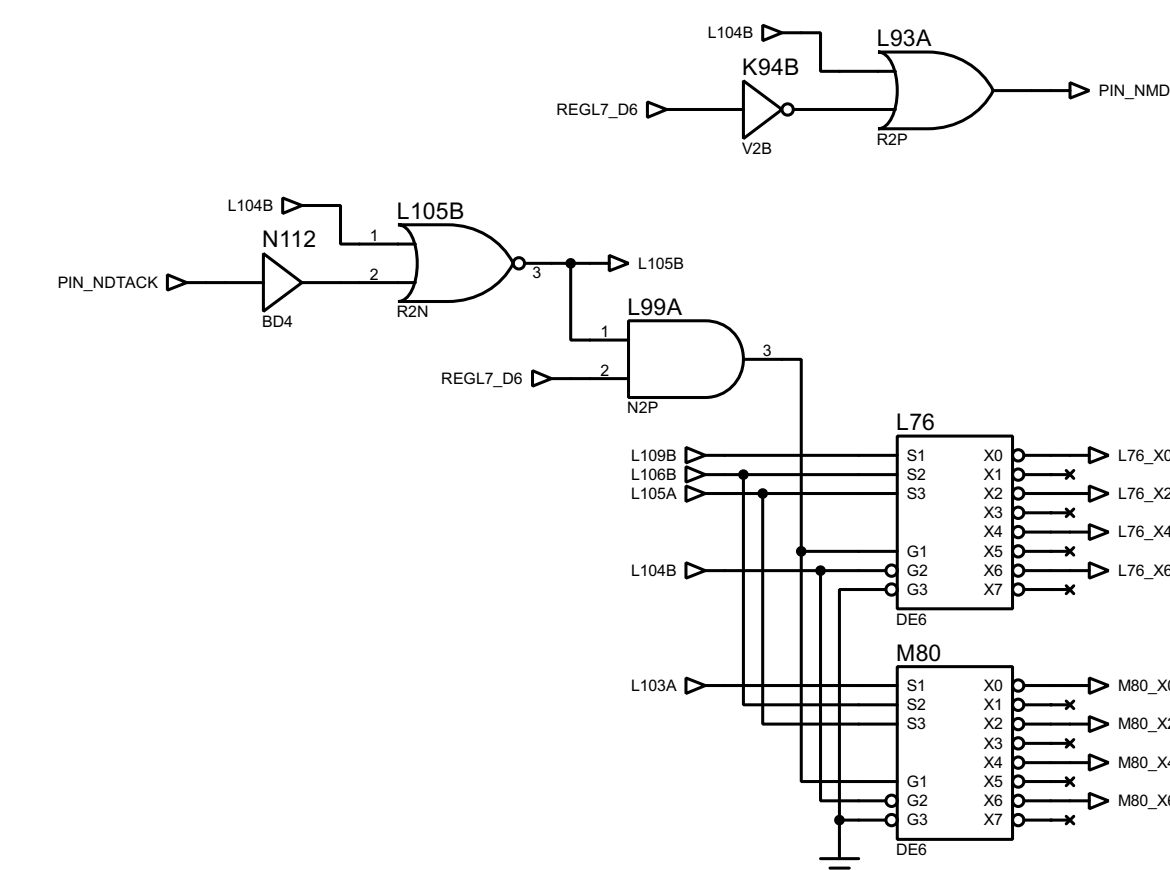 L104B
L93A
K94B
PIN_NMD
REGL7_D6
V2B
R2P
L104B
L105B
N112
1
PIN_NDTACK
2
3
L105B
BD4
R2N
L99A
1
3
REGL7_D6
2
N2P
L76
L109B S1 X0 L76_X0
L106B S2 X1
L105A S3 X2 L76_X2
X3
X4 L76_X4
G1 X5
L104B G2 X6 L76_X6
G3 X7
DE6
M80
L103A S1 X0 M80_X0
S2 X1
S3 X2 M80_X2
X3
X4 M80_X4
G1 X5
G2 X6 M80_X6
G3 X7
DE6